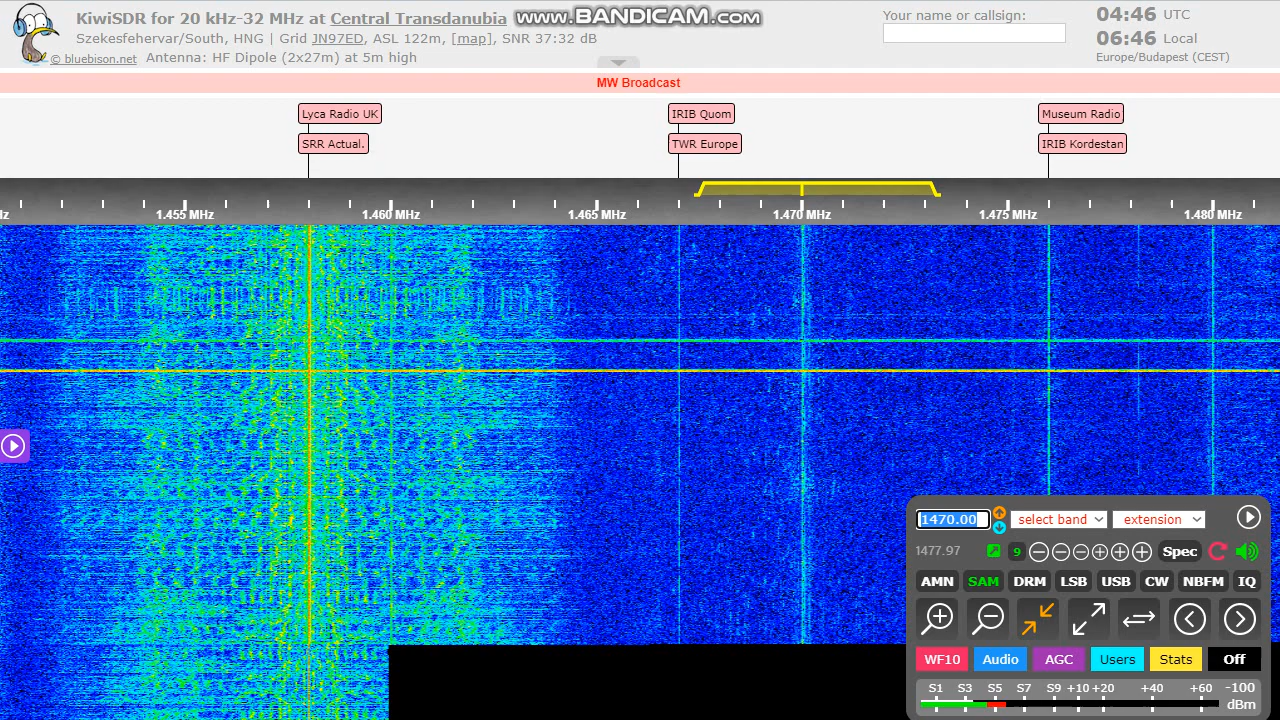 KiwiSDR for 20 kHz-32 MHz at Central Transdanubia
www.BANDICAM.com
Your name or callsign:
04:46 UTC
Szekesfehervar/South, HNG | Grid JN97ED, ASL 122m, [map], SNR 37:32 dB
06:46 Local
© bluebison.net Antenna: HF Dipole (2x27m) at 5m high
Europe/Budapest (CEST)
MW Broadcast
Lyca Radio UK
IRIB Quom
Museum Radio
SRR Actual.
TWR Europe
IRIB Kordestan
1.455 MHz 1.460 MHz 1.465 MHz 1.470 MHz 1.475 MHz 1.480 MHz
1470.00 select band extension
1477.97 9 Spec
AMN SAM DRM LSB USB CW NBFM IQ
WF10 Audio AGC Users Stats Off
S1 S3 S5 S7 S9 +10 +20 +40 +60 -100
dBm